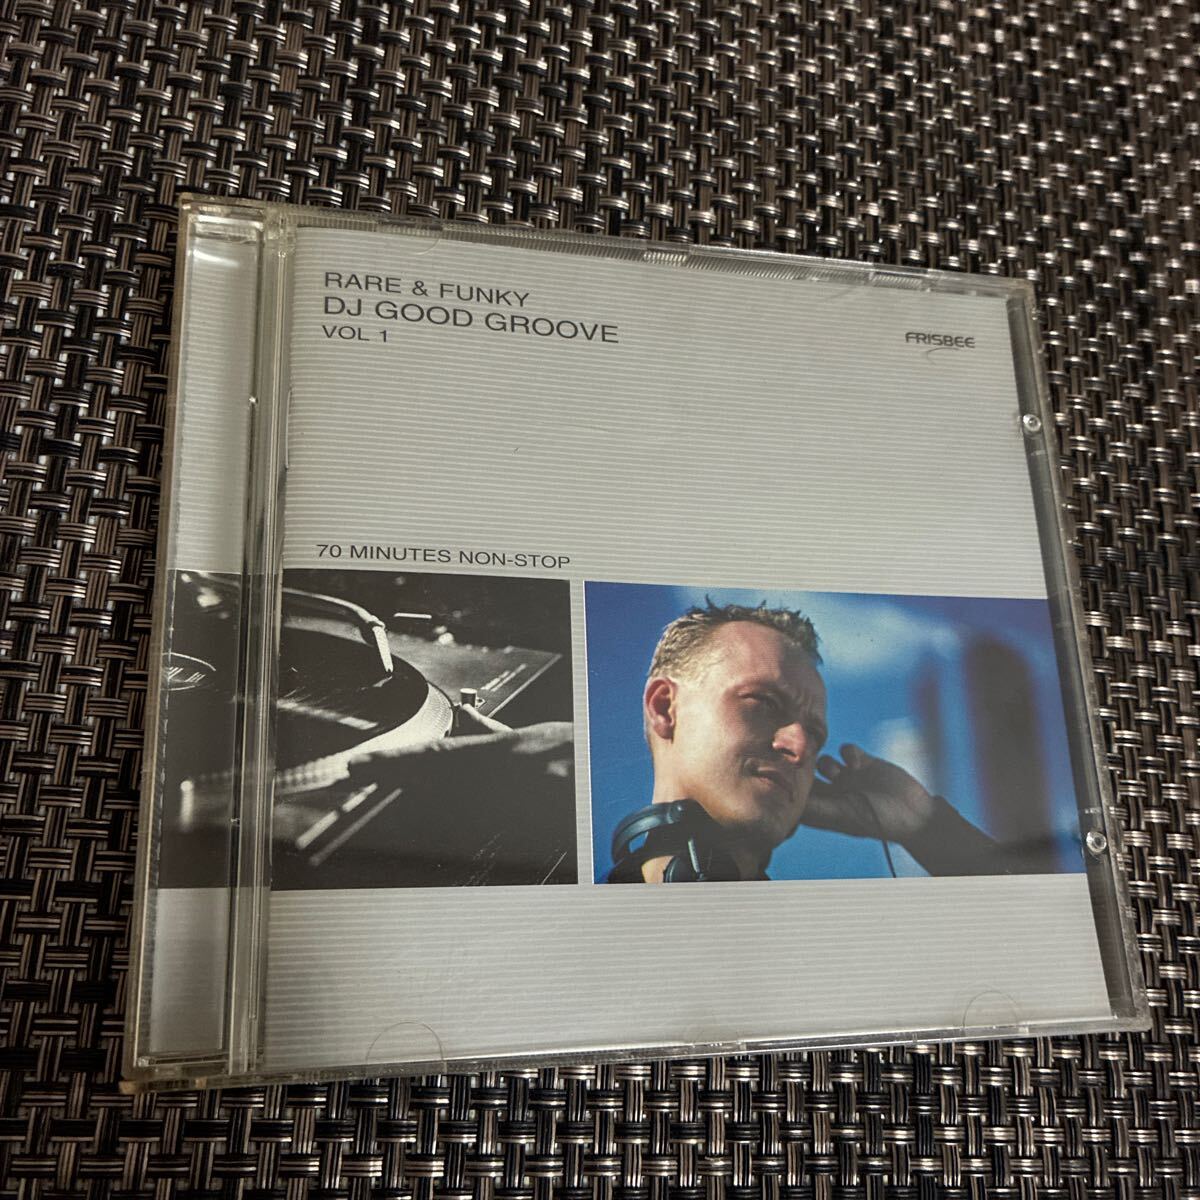 RARE & FUNKY
DJ GOOD GROOVE
VOL 1
FRISBEE
70 MINUTES NON-STOP